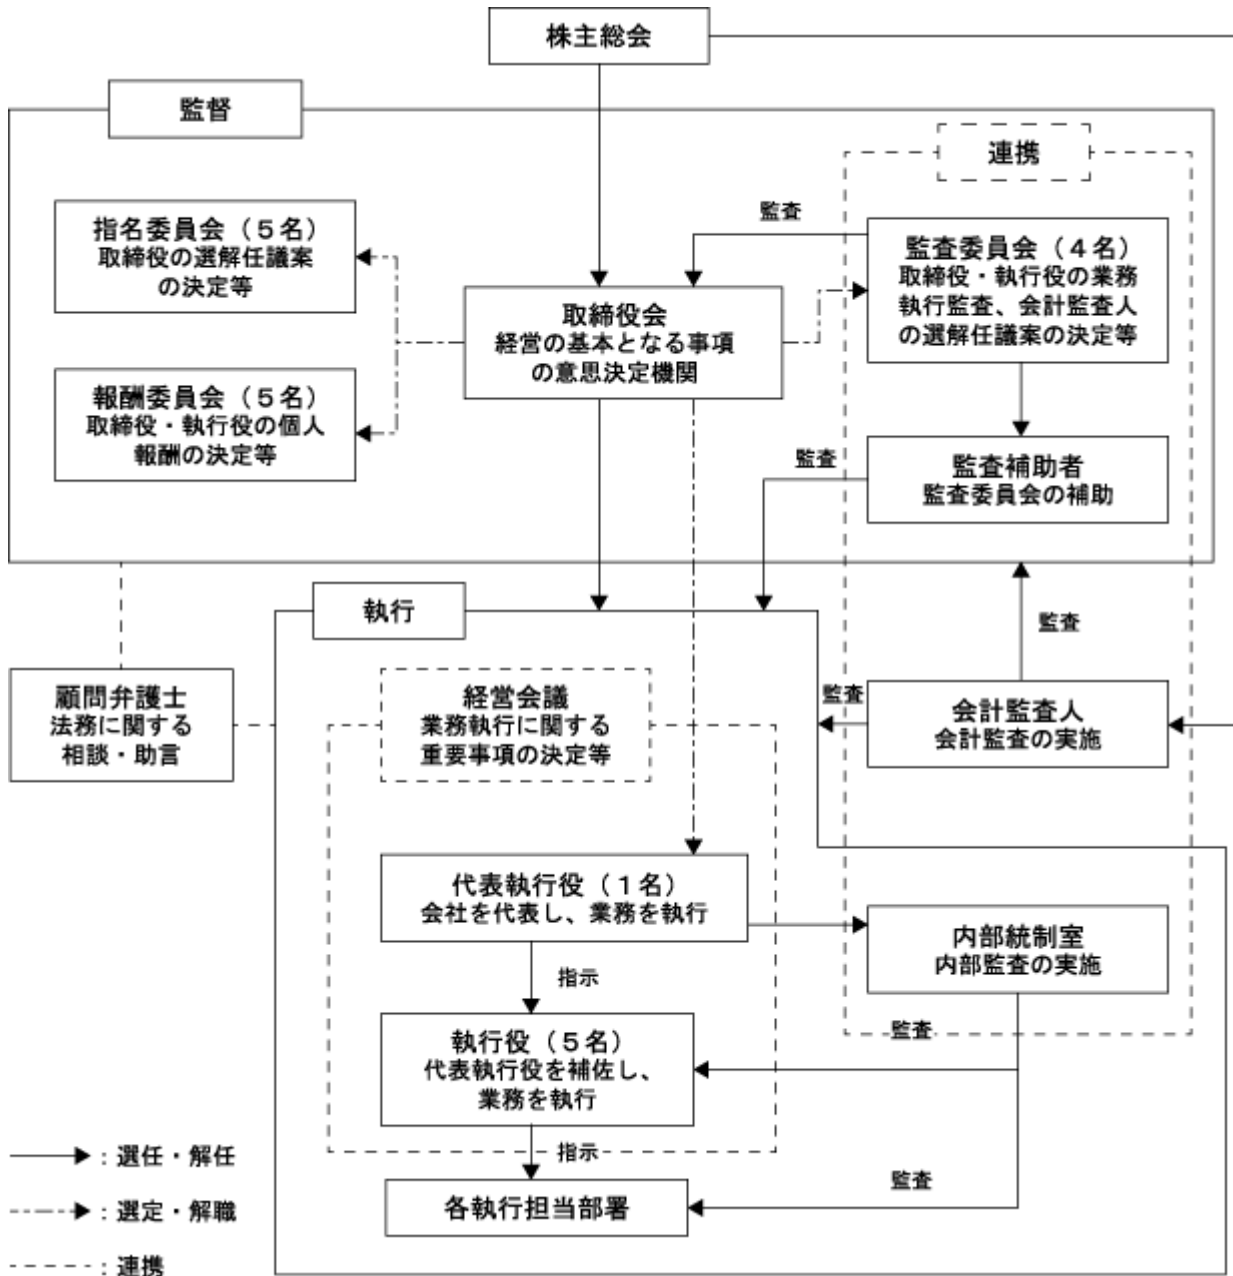 株主総会
監督
連携
指名委員会（５名）
取締役の選解任議案
の決定等
監査
監査委員会（４名）
取締役・執行役の業務
執行監査、会計監査人
の選解任議案の決定等
取締役会
経営の基本となる事項
の意思決定機関
報酬委員会（５名）
取締役・執行役の個人
報酬の決定等
監査
監査補助者
監査委員会の補助
執行
監査
顧問弁護士
法務に関する
相談・助言
経営会議
業務執行に関する
重要事項の決定等
監査
会計監査人
会計監査の実施
代表執行役（１名）
会社を代表し、業務を執行
内部統制室
内部監査の実施
指示
監査
執行役（５名）
代表執行役を補佐し、
業務を執行
指示
監査
各執行担当部署
：選任・解任
：選定・解職
：連携